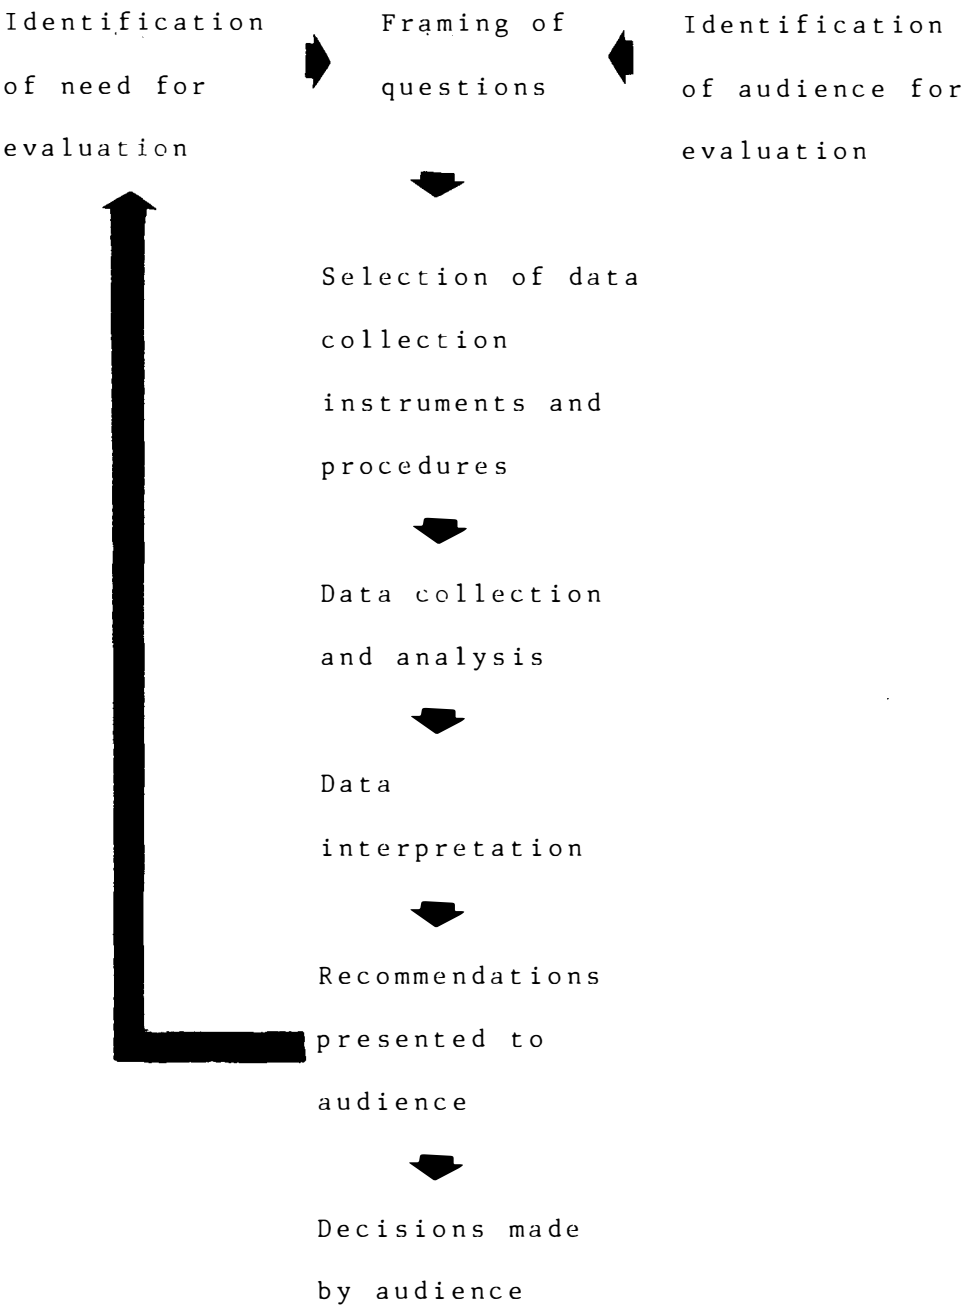 Identification
of need for
evaluation
Framing of
questions
Identification
of audience for
evaluation
Selection of data
collection
instruments and
procedures
Data collection
and analysis
Data
interpretation
Recommendations
presented to
audience
Decisions made
by audience